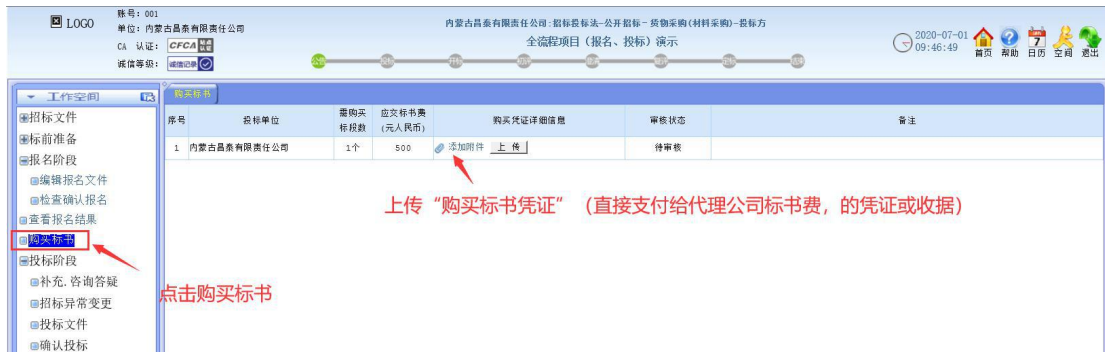 LOGO
账号: 001
单位: 内蒙古昌泰有限责任公司
CA 认证: CFCA
诚信等级: 诚信记录
内蒙古昌泰有限责任公司:招标投标法-公开招标-货物采购(材料采购)-投标方
全流程项目（报名、投标）演示
2020-07-01
09:46:49
首页 帮助 日历 空间 退出
7
工作空间
招标文件
标前准备
报名阶段
编辑报名文件
检查确认报名
查看报名结果
购买标书
投标阶段
补充.咨询答疑
招标异常变更
投标文件
确认投标
购买标书
序号 投标单位 需购买标段数 应交标书费(元人民币) 购买凭证详细信息 审核状态 备注
1 内蒙古昌泰有限责任公司 1个 500 添加附件 上 传 待审核
上传“购买标书凭证”（直接支付给代理公司标书费，的凭证或收据）
点击购买标书